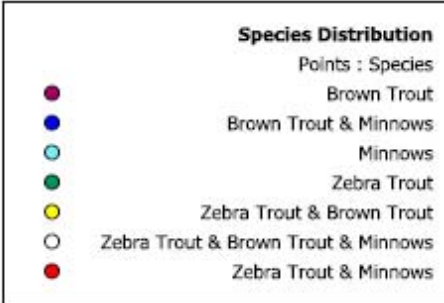 Species Distribution
Points : Species
Brown Trout
Brown Trout & Minnows
Minnows
Zebra Trout
Zebra Trout & Brown Trout
Zebra Trout & Brown Trout & Minnows
Zebra Trout & Minnows